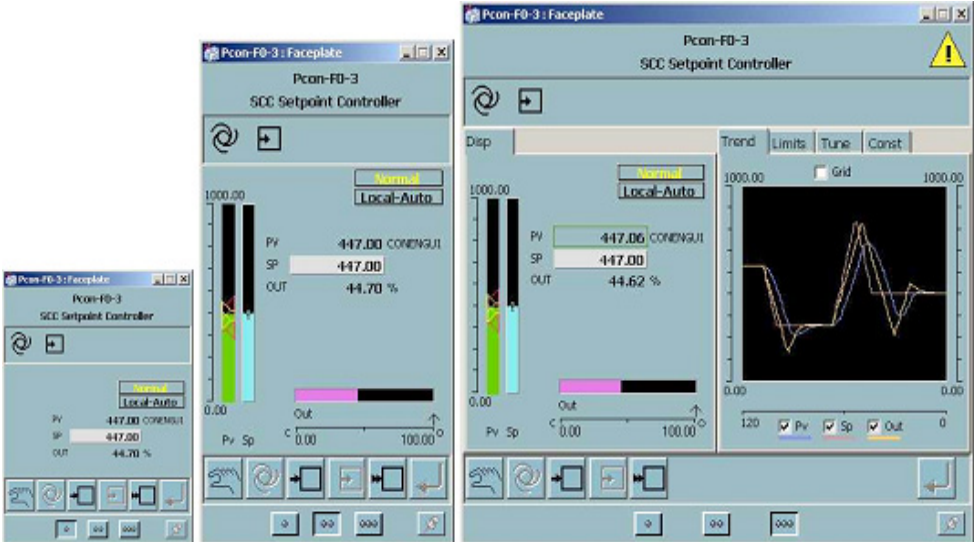 Pcon-F0-3 : Faceplate
Pcon-F0-3
SCC Setpoint Controller
Normal
Local-Auto
PV 447.00 CONENGU1
SP 447.00
OUT 44.70 %
Pcon-F0-3 : Faceplate
Pcon-F0-3
SCC Setpoint Controller
Normal
1000.00
Local-Auto
PV 447.00 CONENGU1
SP 447.00
OUT 44.70 %
0.00
Out
Pv Sp
C 0.00 100.00 O
Pcon-F0-3 : Faceplate
Pcon-F0-3
SCC Setpoint Controller
Disp
Normal
1000.00
Local-Auto
PV 447.06 CONENGU1
SP 447.00
OUT 44.62 %
0.00
Out
Pv Sp
C 0.00 100.00 O
Trend Limits Tune Const
1000.00 Grid 1000.00
0.00 0.00
120 Pv Sp Out 0